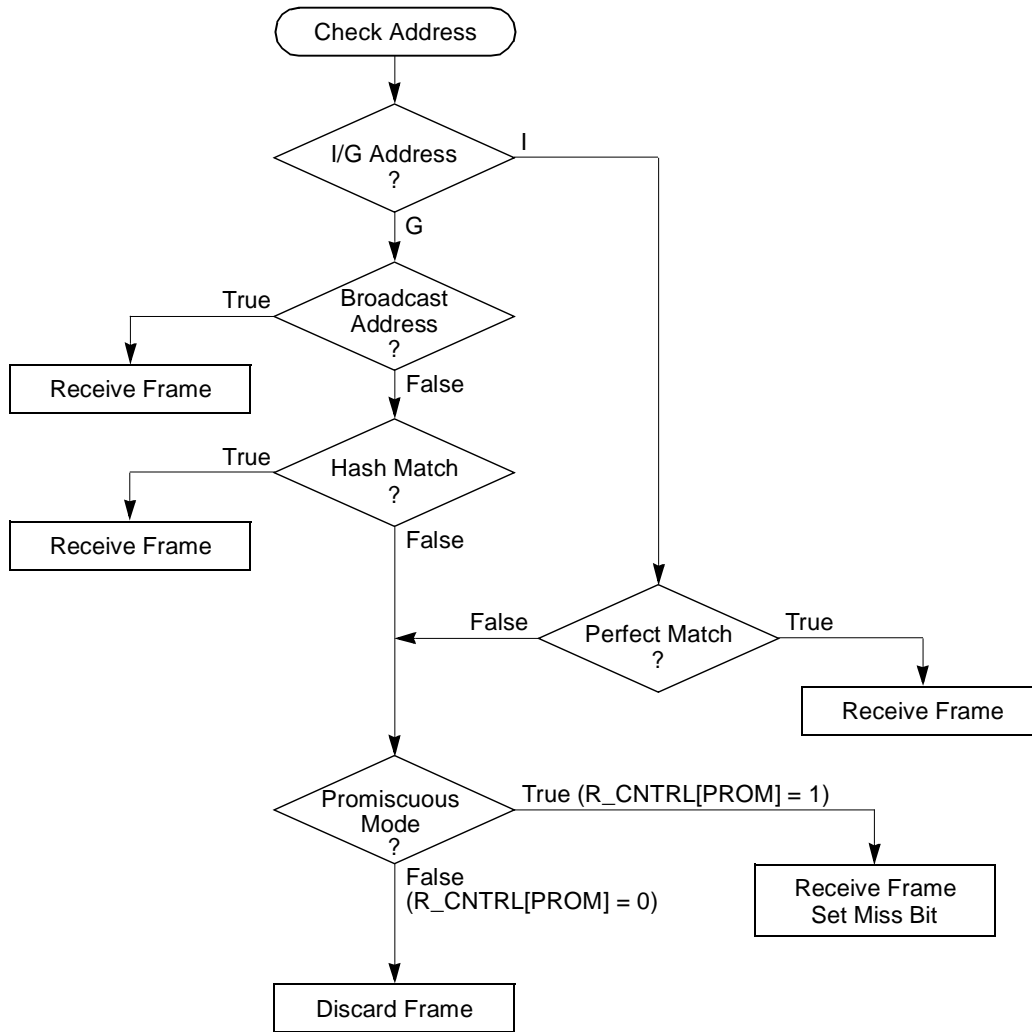 Check Address
I/G Address
?
I
G
True
Broadcast
Address
?
Receive Frame
False
True
Hash Match
?
Receive Frame
False
False
Perfect Match
?
True
Receive Frame
Promiscuous
Mode
?
True (R_CNTRL[PROM] = 1)
False
(R_CNTRL[PROM] = 0)
Receive Frame
Set Miss Bit
Discard Frame